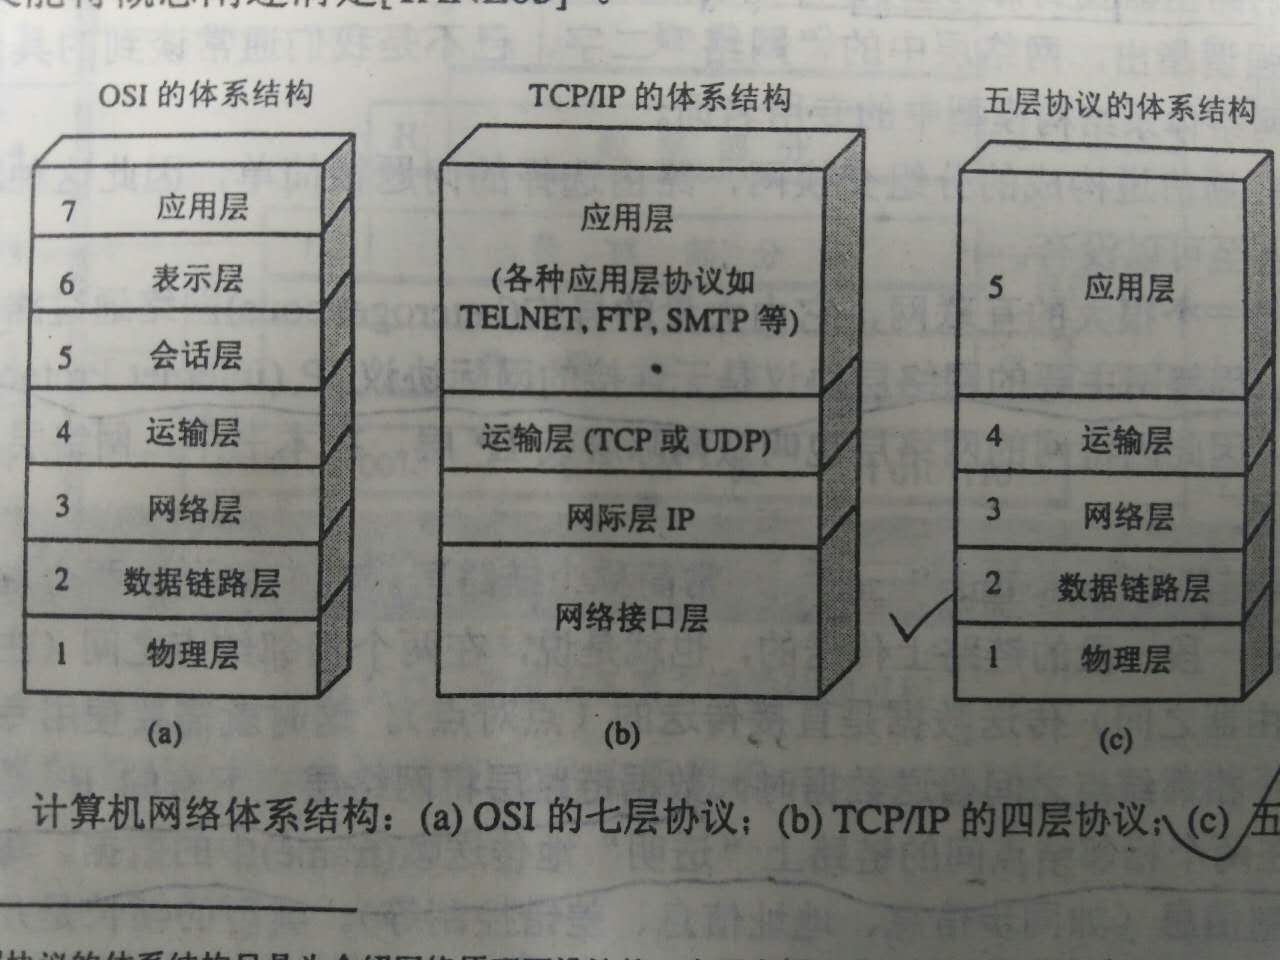 OSI 的体系结构
7 应用层
6 表示层
5 会话层
4 运输层
3 网络层
2 数据链路层
1 物理层
(a)
TCP/IP 的体系结构
应用层
(各种应用层协议如
TELNET, FTP, SMTP 等)
运输层 (TCP 或 UDP)
网际层 IP
网络接口层
(b)
五层协议的体系结构
5 应用层
4 运输层
3 网络层
2 数据链路层
1 物理层
(c)
计算机网络体系结构：(a) OSI 的七层协议；(b) TCP/IP 的四层协议；(c) 五